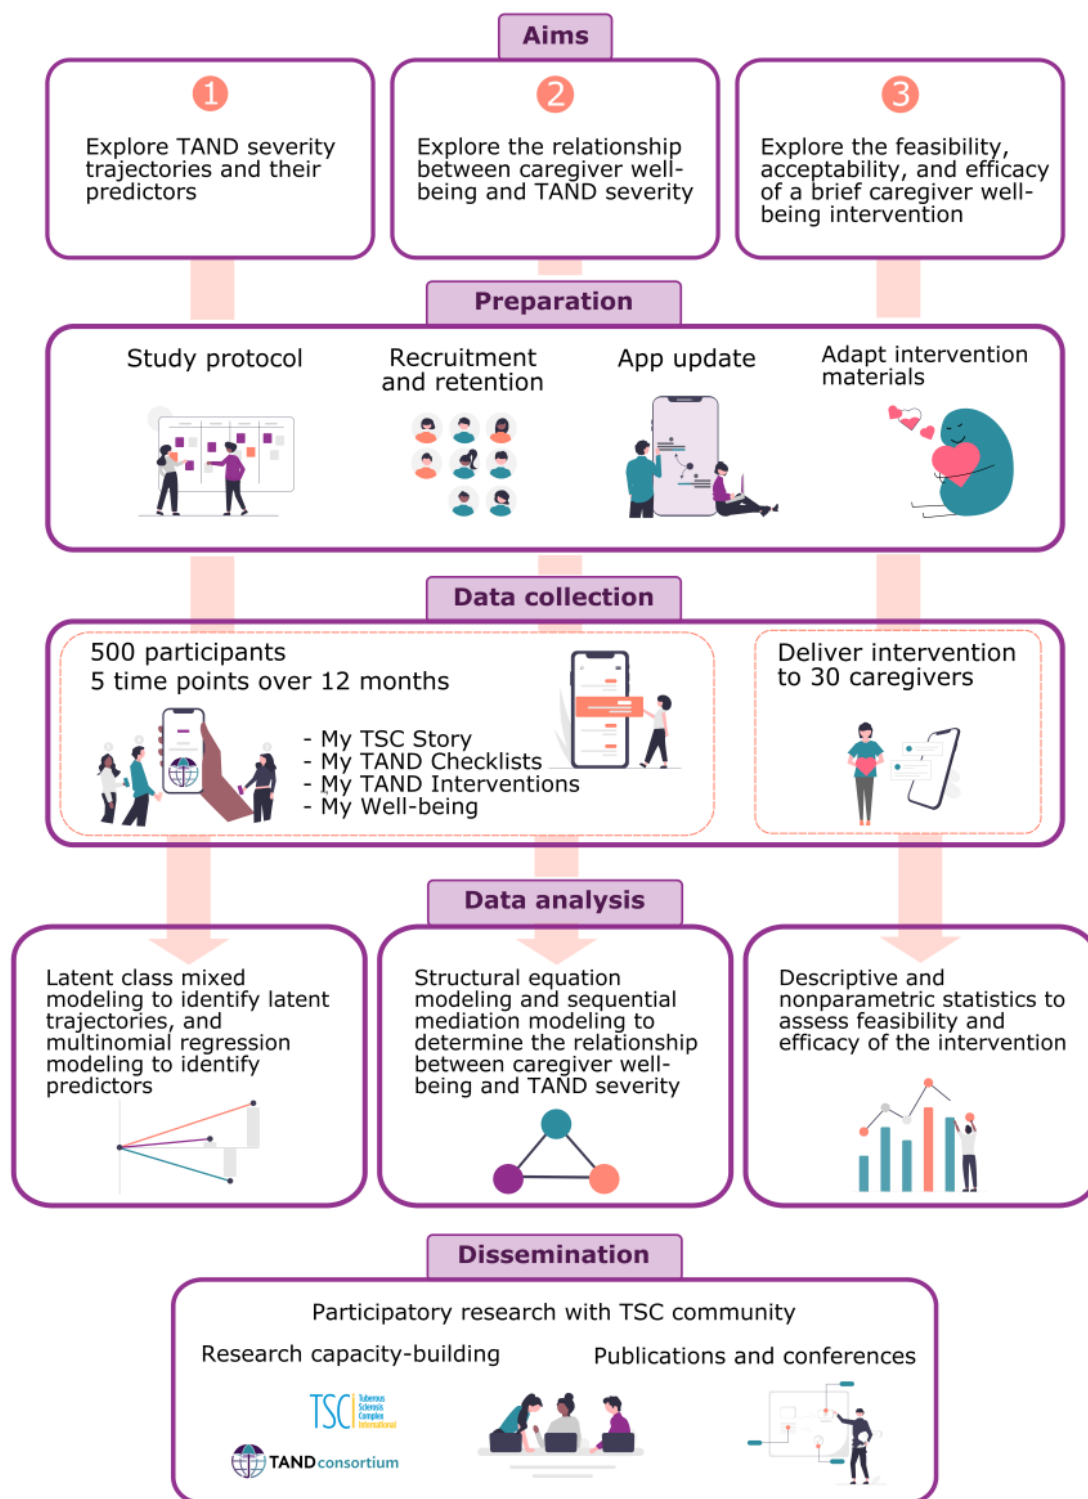 Aims
1
Explore TAND severity
trajectories and their
predictors
2
Explore the relationship
between caregiver well-
being and TAND severity
3
Explore the feasibility,
acceptability, and efficacy
of a brief caregiver well-
being intervention
Preparation
Study protocol
Recruitment
and retention
App update
Adapt intervention
materials
Data collection
500 participants
5 time points over 12 months
- My TSC Story
- My TAND Checklists
- My TAND Interventions
- My Well-being
Deliver intervention
to 30 caregivers
Data analysis
Latent class mixed
modeling to identify latent
trajectories, and
multinomial regression
modeling to identify
predictors
Structural equation
modeling and sequential
mediation modeling to
determine the relationship
between caregiver well-
being and TAND severity
Descriptive and
nonparametric statistics to
assess feasibility and
efficacy of the intervention
Dissemination
Participatory research with TSC community
Research capacity-building
Publications and conferences
TSCi
Tuberous
Sclerosis
Complex
International
TANDconsortium